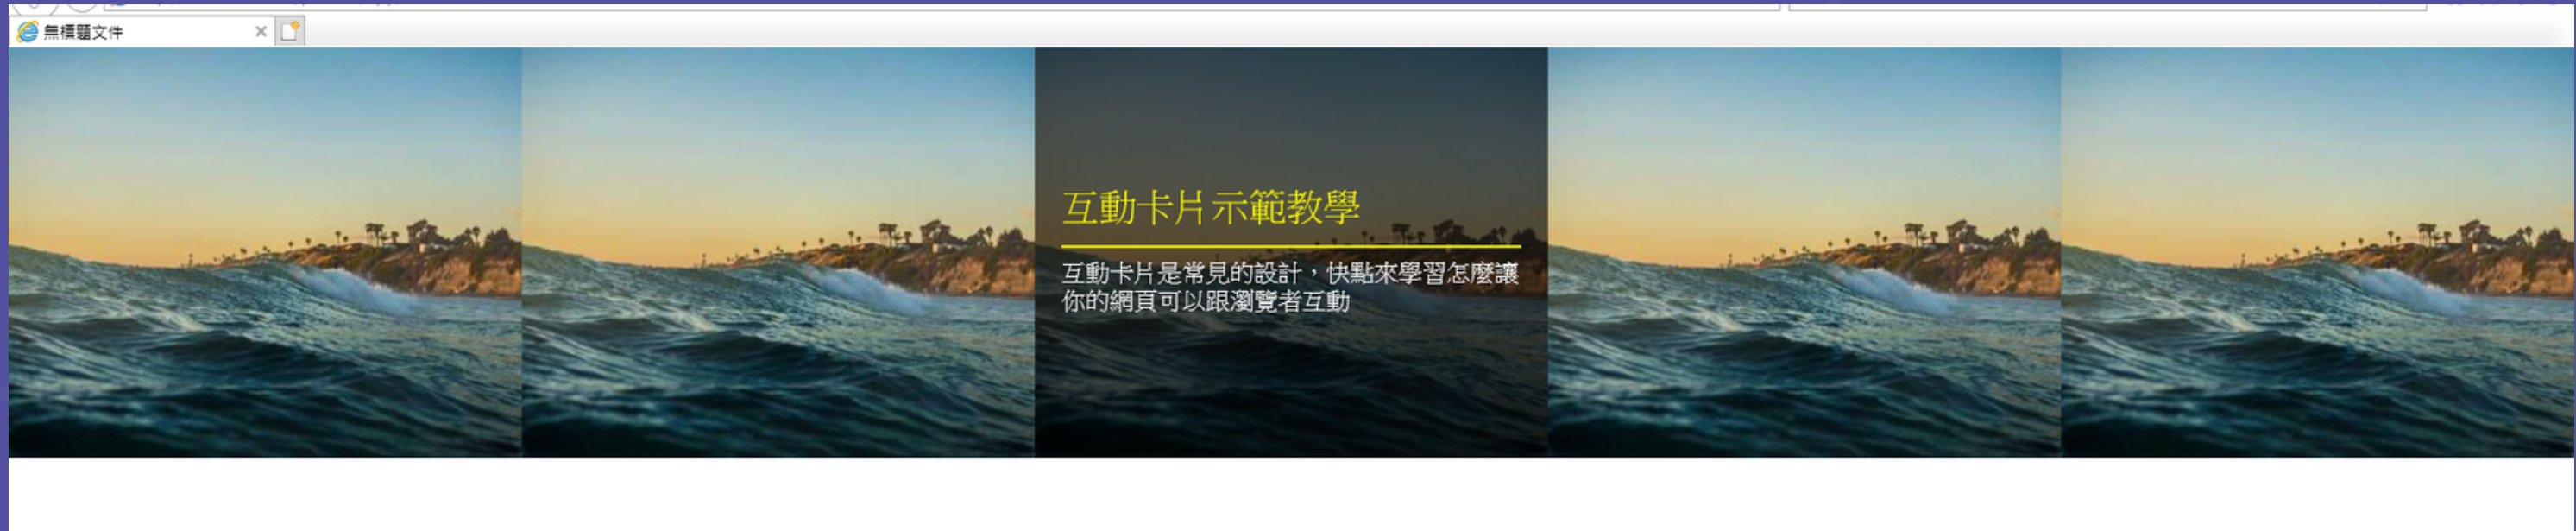 無標題文件
互動卡片示範教學
互動卡片是常見的設計，快點來學習怎麼讓
你的網頁可以跟瀏覽者互動